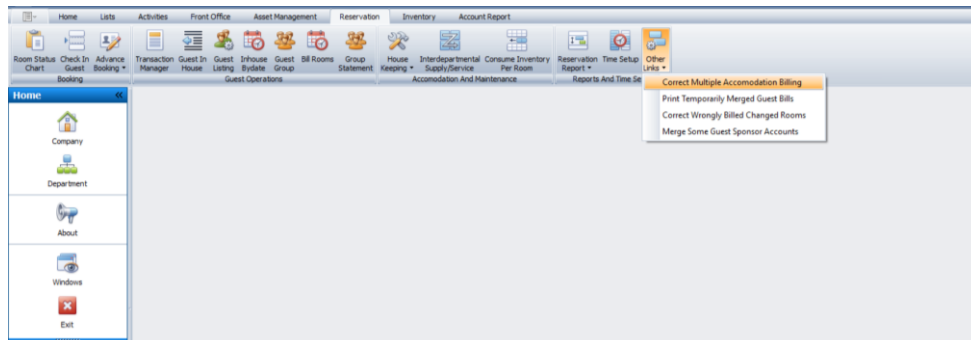 Home Lists Activities Front Office Asset Management Reservation Inventory Account Report
Room Status Check In Advance Transaction Guest In Guest Inhouse Guest Bill Rooms Group House Interdepartmental Consume Inventory Reservation Time Setup Other
Chart Guest Booking Manager House Listing Bydate Group Statement Keeping Supply/Service Per Room Report Links
Booking Guest Operations Accomodation And Maintenance Reports And Time Se
Correct Multiple Accomodation Billing
Print Temporarily Merged Guest Bills
Correct Wrongly Billed Changed Rooms
Merge Some Guest Sponsor Accounts
Home
Company
Department
About
Windows
Exit